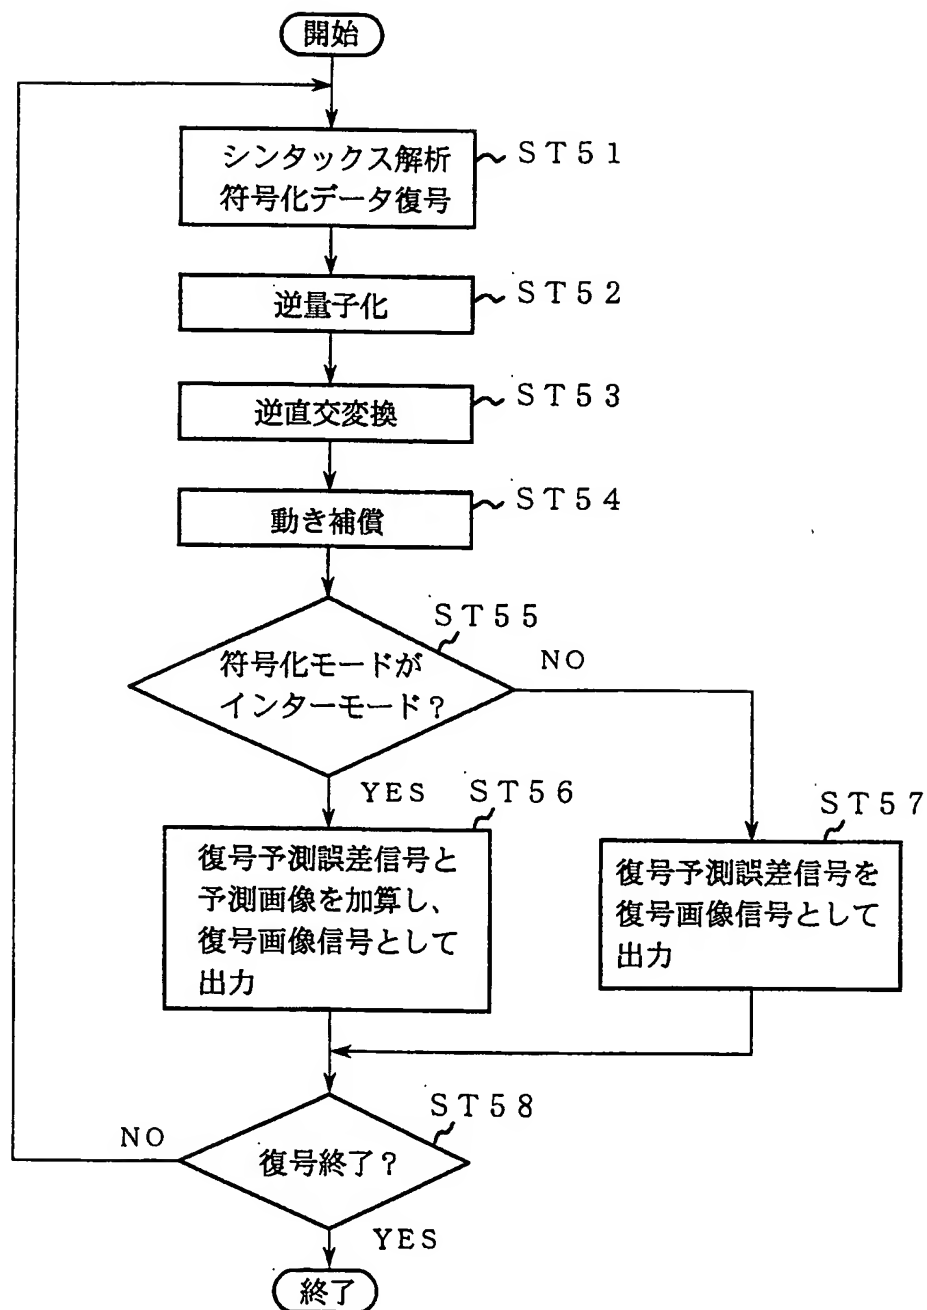 開始
シンタックス解析
符号化データ復号
ST51
逆量子化
ST52
逆直交変換
ST53
動き補償
ST54
ST55
符号化モードが
インターモード?
NO
YES
ST56
復号予測誤差信号と
予測画像を加算し、
復号画像信号として
出力
ST57
復号予測誤差信号を
復号画像信号として
出力
ST58
NO
復号終了?
YES
終了